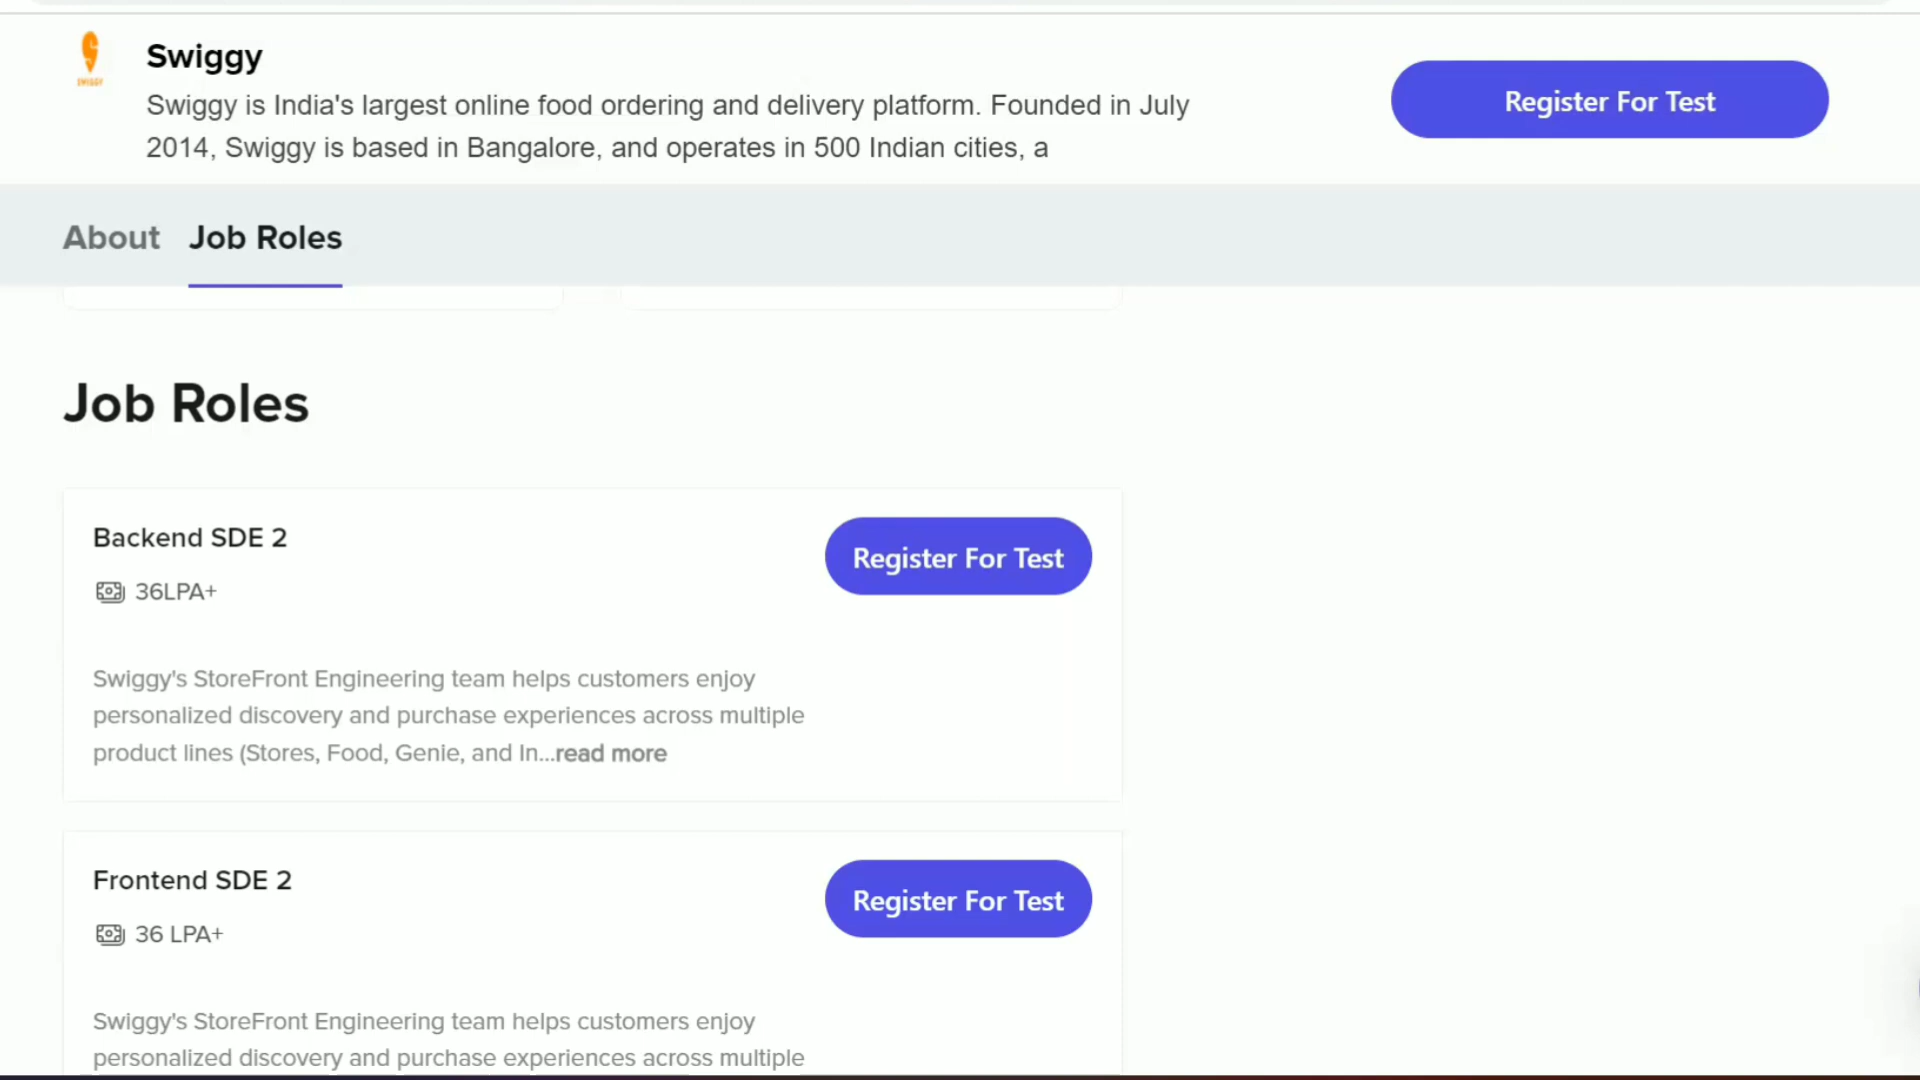 Swiggy
SWIGGY
Swiggy is India's largest online food ordering and delivery platform. Founded in July
2014, Swiggy is based in Bangalore, and operates in 500 Indian cities, a
Register For Test
About
Job Roles
Job Roles
Backend SDE 2
Register For Test
36LPA+
Swiggy's StoreFront Engineering team helps customers enjoy
personalized discovery and purchase experiences across multiple
product lines (Stores, Food, Genie, and In...read more
Frontend SDE 2
Register For Test
36 LPA+
Swiggy's StoreFront Engineering team helps customers enjoy
personalized discovery and purchase experiences across multiple